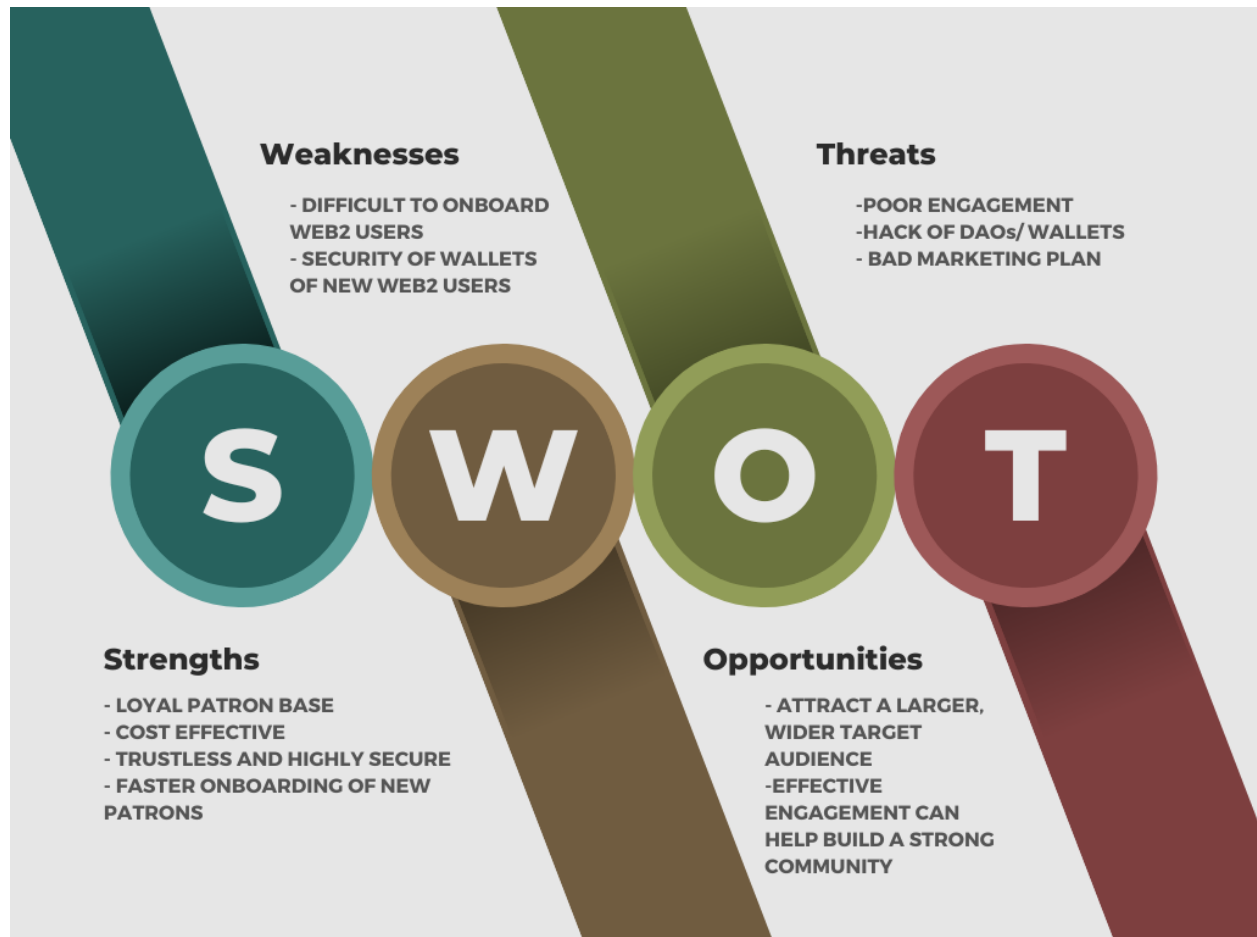 Weaknesses
- DIFFICULT TO ONBOARD
WEB2 USERS
- SECURITY OF WALLETS
OF NEW WEB2 USERS
Threats
-POOR ENGAGEMENT
-HACK OF DAOs/ WALLETS
- BAD MARKETING PLAN
S W O T
Strengths
- LOYAL PATRON BASE
- COST EFFECTIVE
- TRUSTLESS AND HIGHLY SECURE
- FASTER ONBOARDING OF NEW
PATRONS
Opportunities
- ATTRACT A LARGER,
WIDER TARGET
AUDIENCE
-EFFECTIVE
ENGAGEMENT CAN
HELP BUILD A STRONG
COMMUNITY